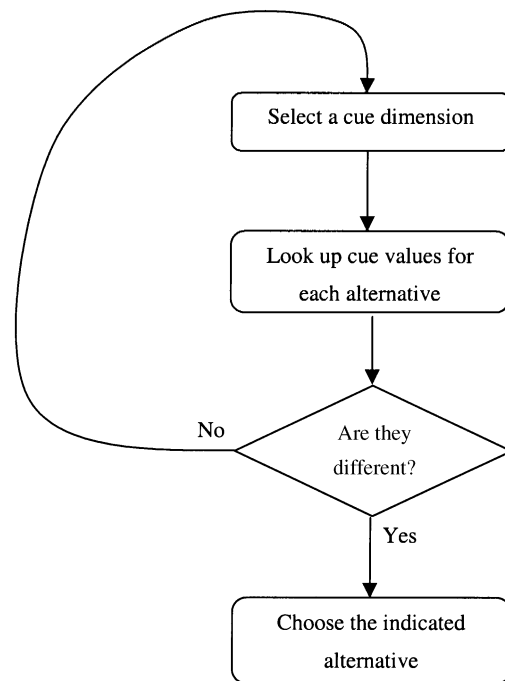 Select a cue dimension
Look up cue values for
each alternative
No
Are they
different?
Yes
Choose the indicated
alternative